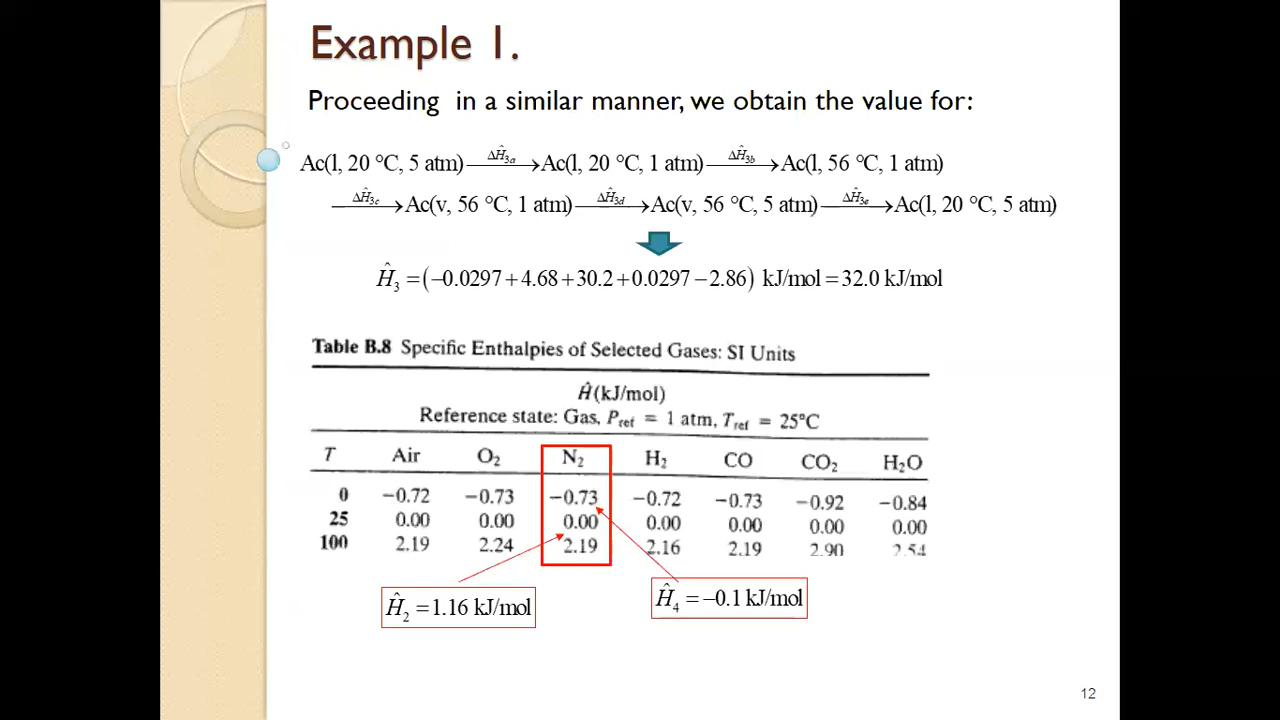 Example 1.
Proceeding in a similar manner, we obtain the value for:
Ac(l, 20 °C, 5 atm) —ΔĤ₃ₐ→ Ac(l, 20 °C, 1 atm) —ΔĤ₃b→ Ac(l, 56 °C, 1 atm)
—ΔĤ₃c→ Ac(v, 56 °C, 1 atm) —ΔĤ₃d→ Ac(v, 56 °C, 5 atm) —ΔĤ₃ₑ→ Ac(l, 20 °C, 5 atm)
Ĥ₃ = (−0.0297 + 4.68 + 30.2 + 0.0297 − 2.86) kJ/mol = 32.0 kJ/mol
Table B.8 Specific Enthalpies of Selected Gases: SI Units
Ĥ(kJ/mol)
Reference state: Gas, P_ref = 1 atm, T_ref = 25°C
T Air O₂ N₂ H₂ CO CO₂ H₂O
0 −0.72 −0.73 −0.73 −0.72 −0.73 −0.92 −0.84
25 0.00 0.00 0.00 0.00 0.00 0.00 0.00
100 2.19 2.24 2.19 2.16 2.19 2.90 2.54
Ĥ₂ = 1.16 kJ/mol
Ĥ₄ = −0.1 kJ/mol
12